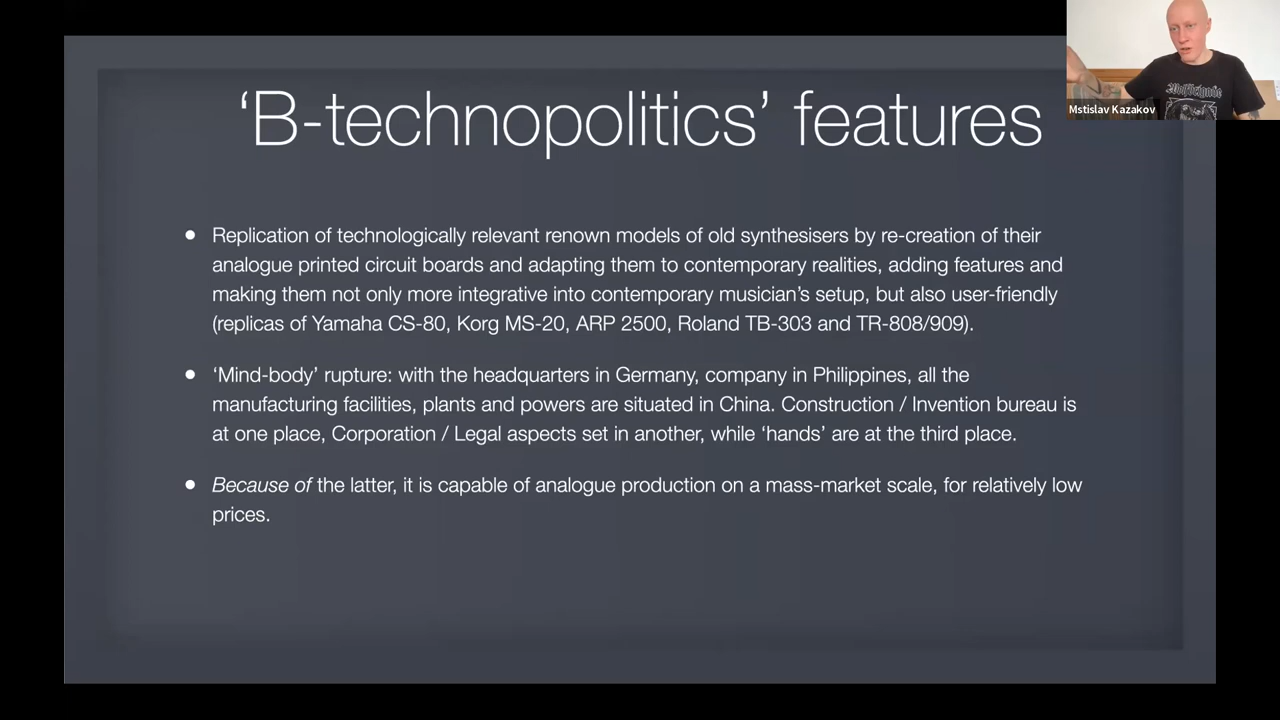 ‘B-technopolitics’ features
Replication of technologically relevant renown models of old synthesisers by re-creation of their
analogue printed circuit boards and adapting them to contemporary realities, adding features and
making them not only more integrative into contemporary musician’s setup, but also user-friendly
(replicas of Yamaha CS-80, Korg MS-20, ARP 2500, Roland TB-303 and TR-808/909).
‘Mind-body’ rupture: with the headquarters in Germany, company in Philippines, all the
manufacturing facilities, plants and powers are situated in China. Construction / Invention bureau is
at one place, Corporation / Legal aspects set in another, while ‘hands’ are at the third place.
Because of the latter, it is capable of analogue production on a mass-market scale, for relatively low
prices.
Mstislav Kazakov